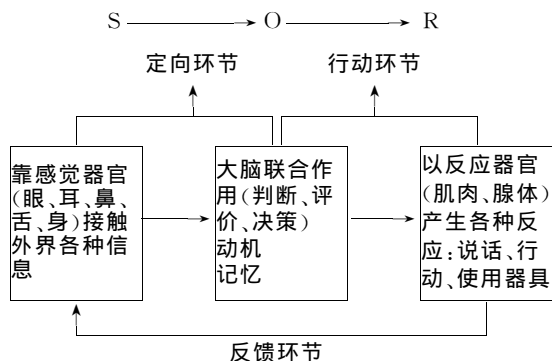 S O R
定向环节 行动环节
靠感觉器官
(眼、耳、鼻、
舌、身)接触
外界各种信
息
大脑联合作
用(判断、评
价、决策)
动机
记忆
以反应器官
(肌肉、腺体)
产生各种反
应:说话、行
动、使用器具
反馈环节